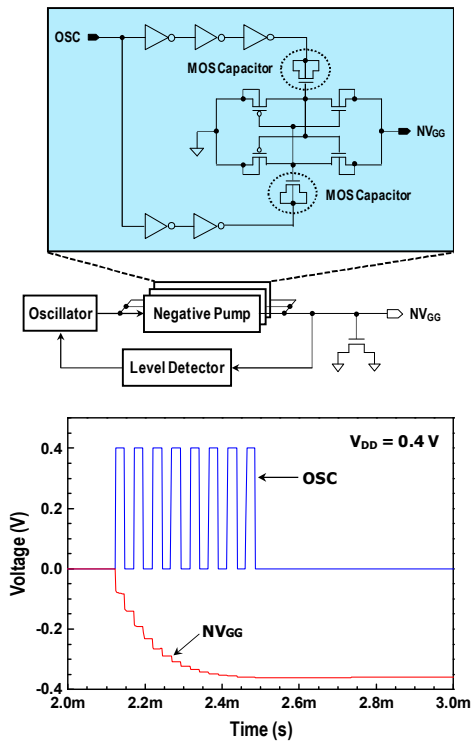 OSC
MOS Capacitor
NVGG
MOS Capacitor
Oscillator
Negative Pump
NVGG
Level Detector
VDD = 0.4 V
OSC
NVGG
Voltage (V)
0.4
0.2
0.0
-0.2
-0.4
2.0m 2.2m 2.4m 2.6m 2.8m 3.0m
Time (s)